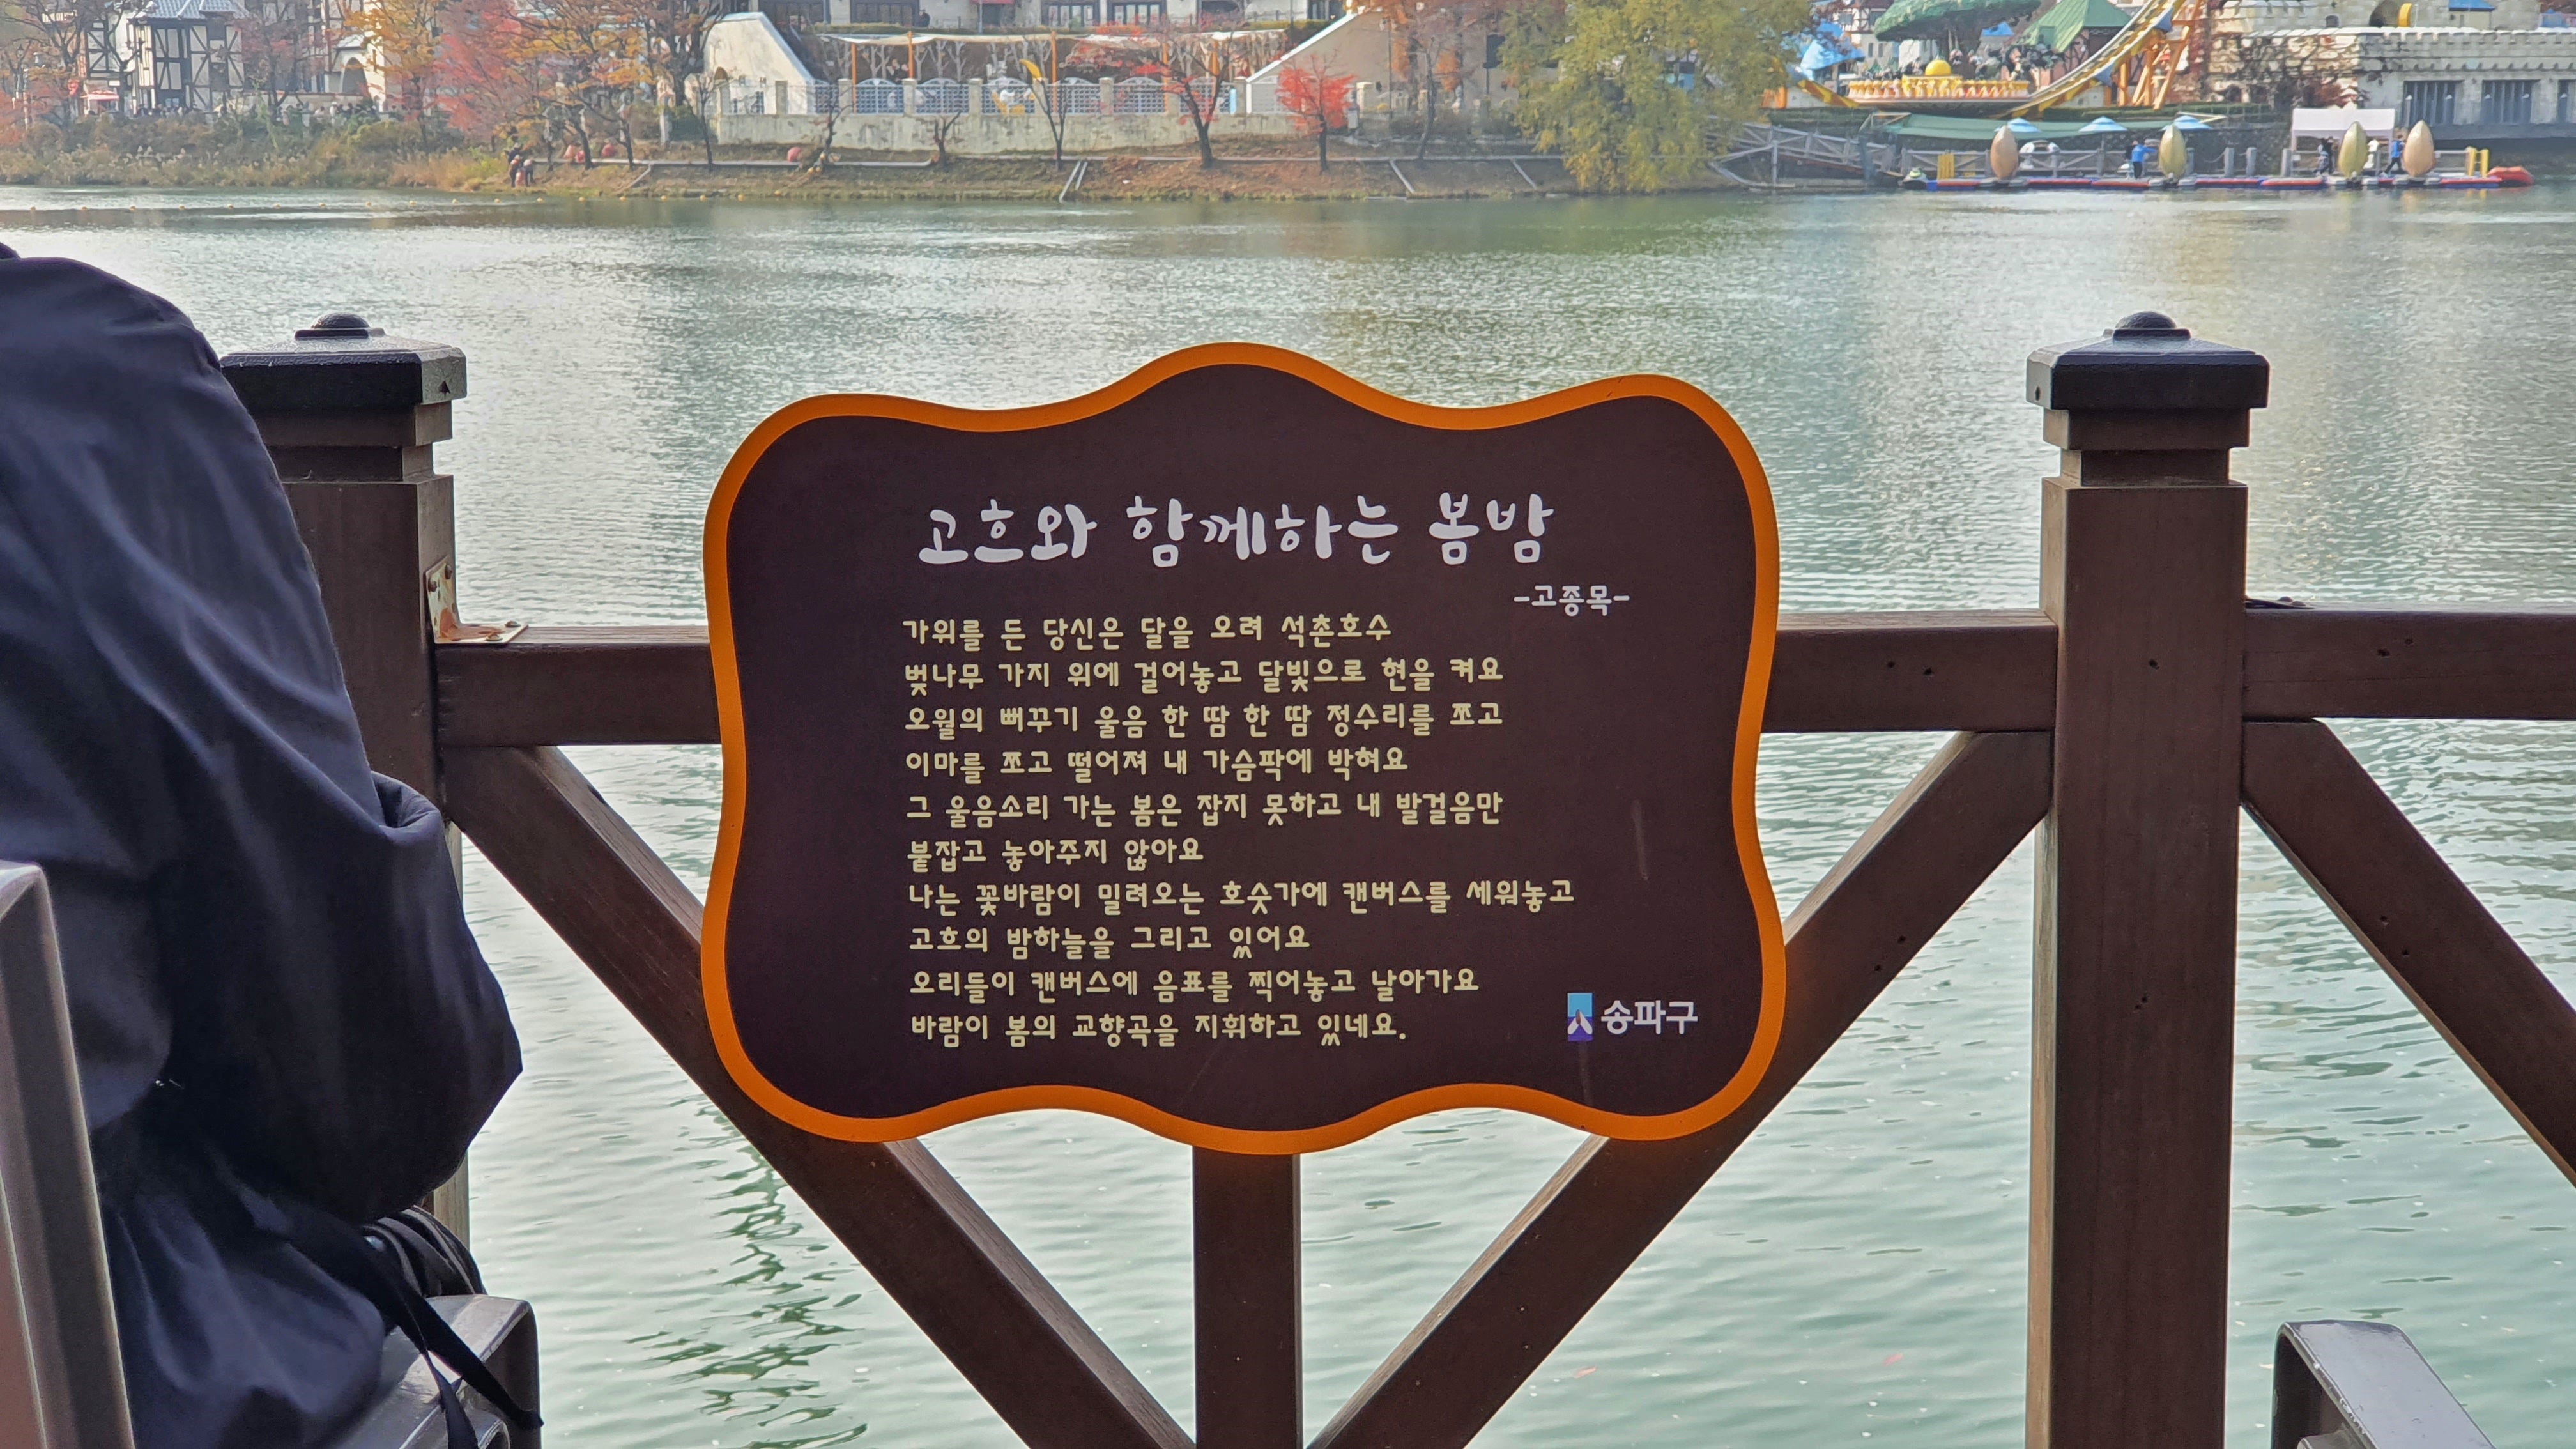 고흐와 함께하는 봄밤
-고종목-
가위를 든 당신은 달을 오려 석촌호수
벚나무 가지 위에 걸어놓고 달빛으로 현을 켜요
오월의 뻐꾸기 울음 한 땀 한 땀 정수리를 쪼고
이마를 쪼고 떨어져 내 가슴팍에 박혀요
그 울음소리 가는 봄은 잡지 못하고 내 발걸음만
붙잡고 놓아주지 않아요
나는 꽃바람이 밀려오는 호숫가에 캔버스를 세워놓고
고흐의 밤하늘을 그리고 있어요
오리들이 캔버스에 음표를 찍어놓고 날아가요
바람이 봄의 교향곡을 지휘하고 있네요.
송파구